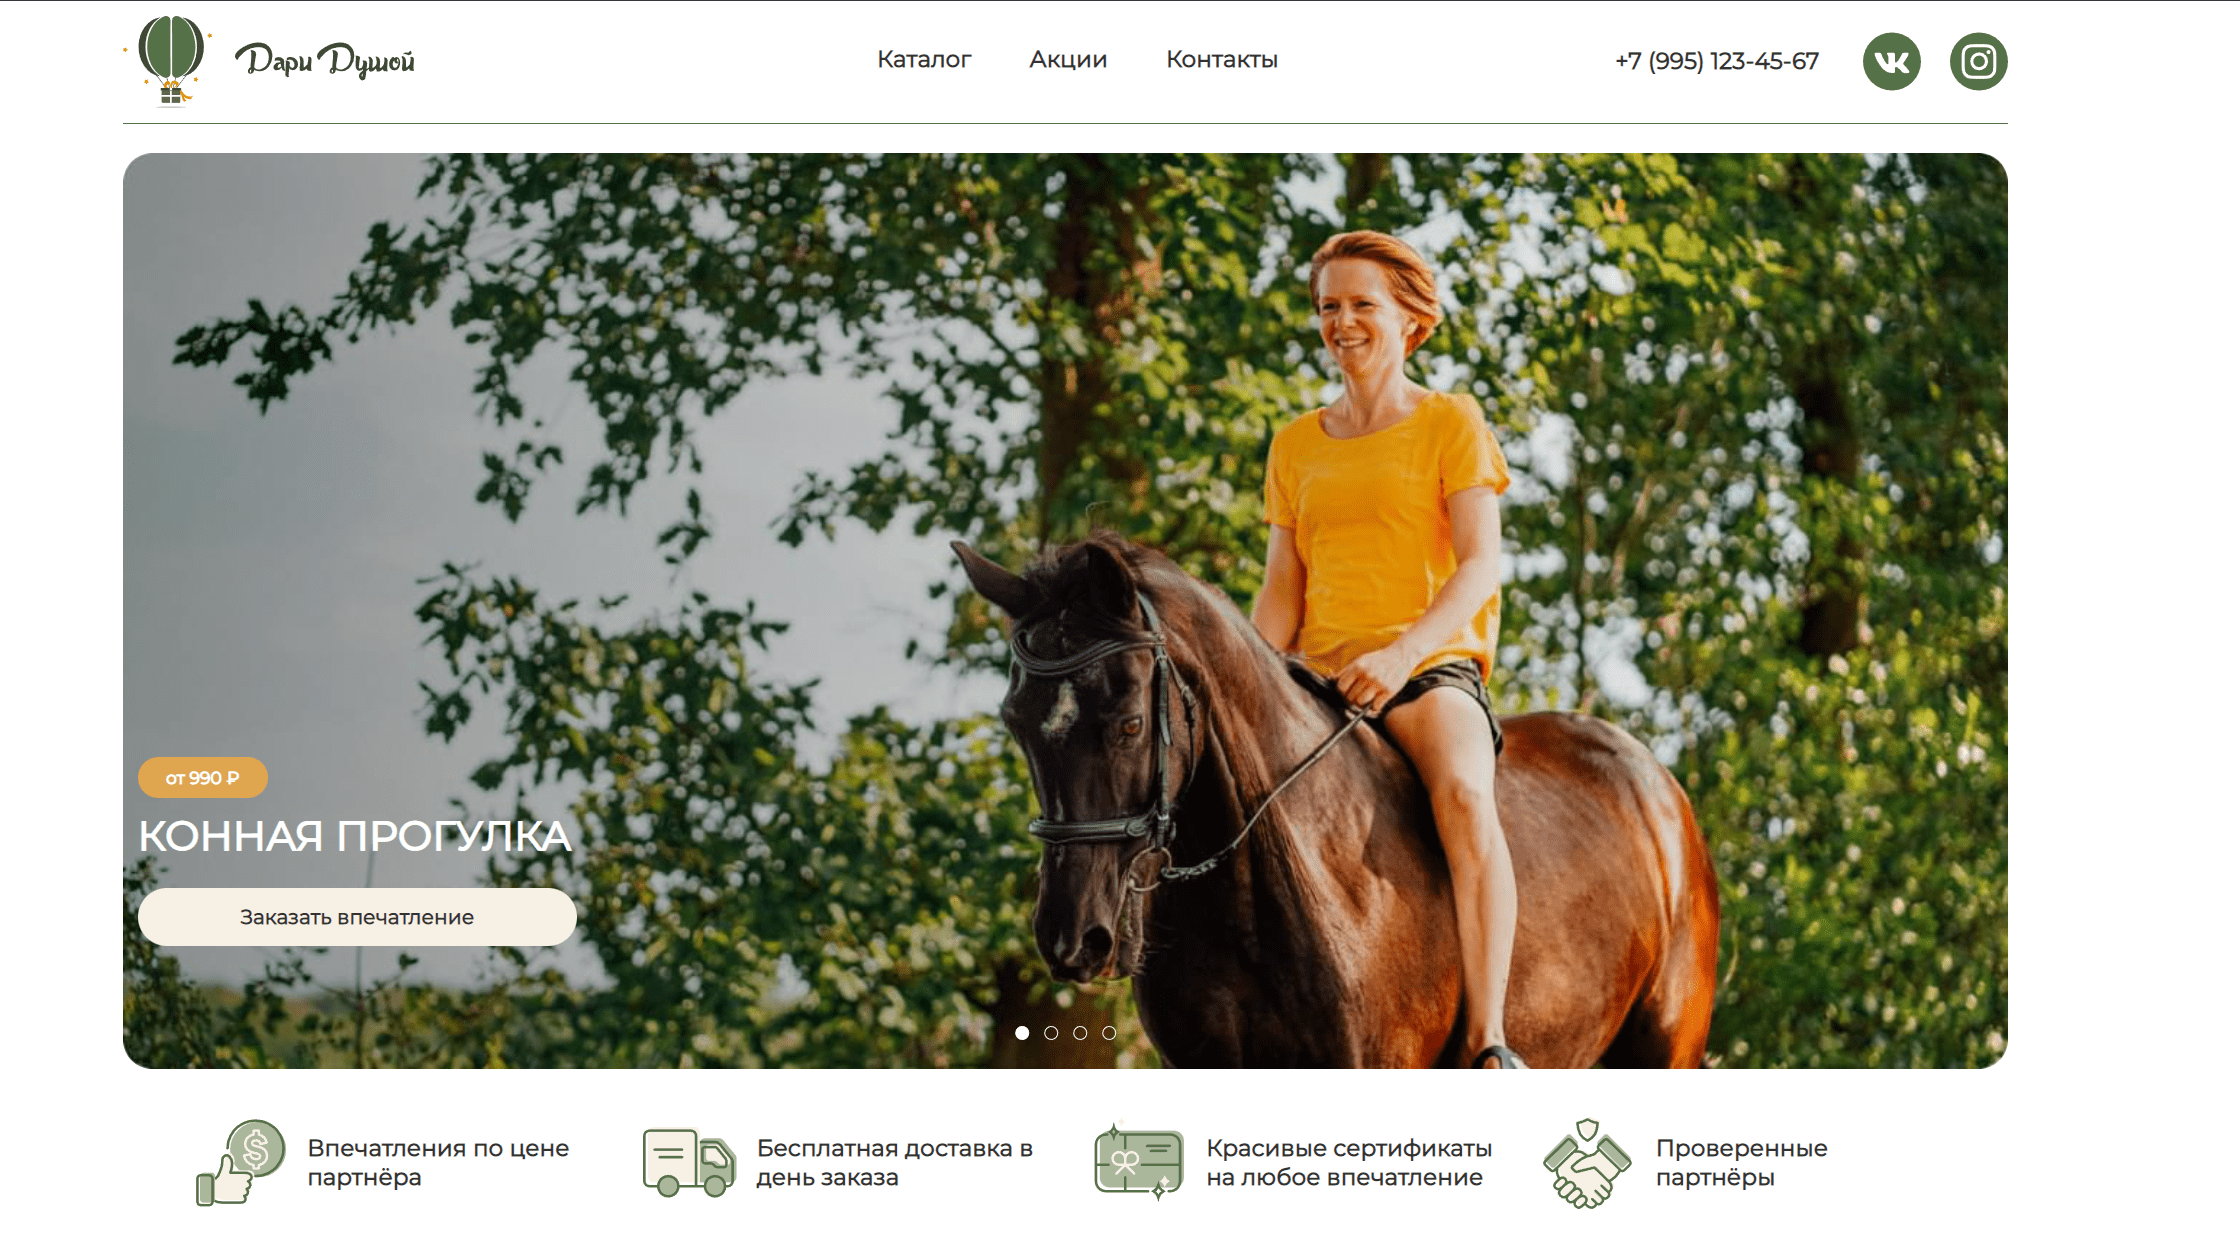 Дари Душой
Каталог
Акции
Контакты
+7 (995) 123-45-67
от 990 ₽
КОННАЯ ПРОГУЛКА
Заказать впечатление
Впечатления по цене
партнёра
Бесплатная доставка в
день заказа
Красивые сертификаты
на любое впечатление
Проверенные
партнёры